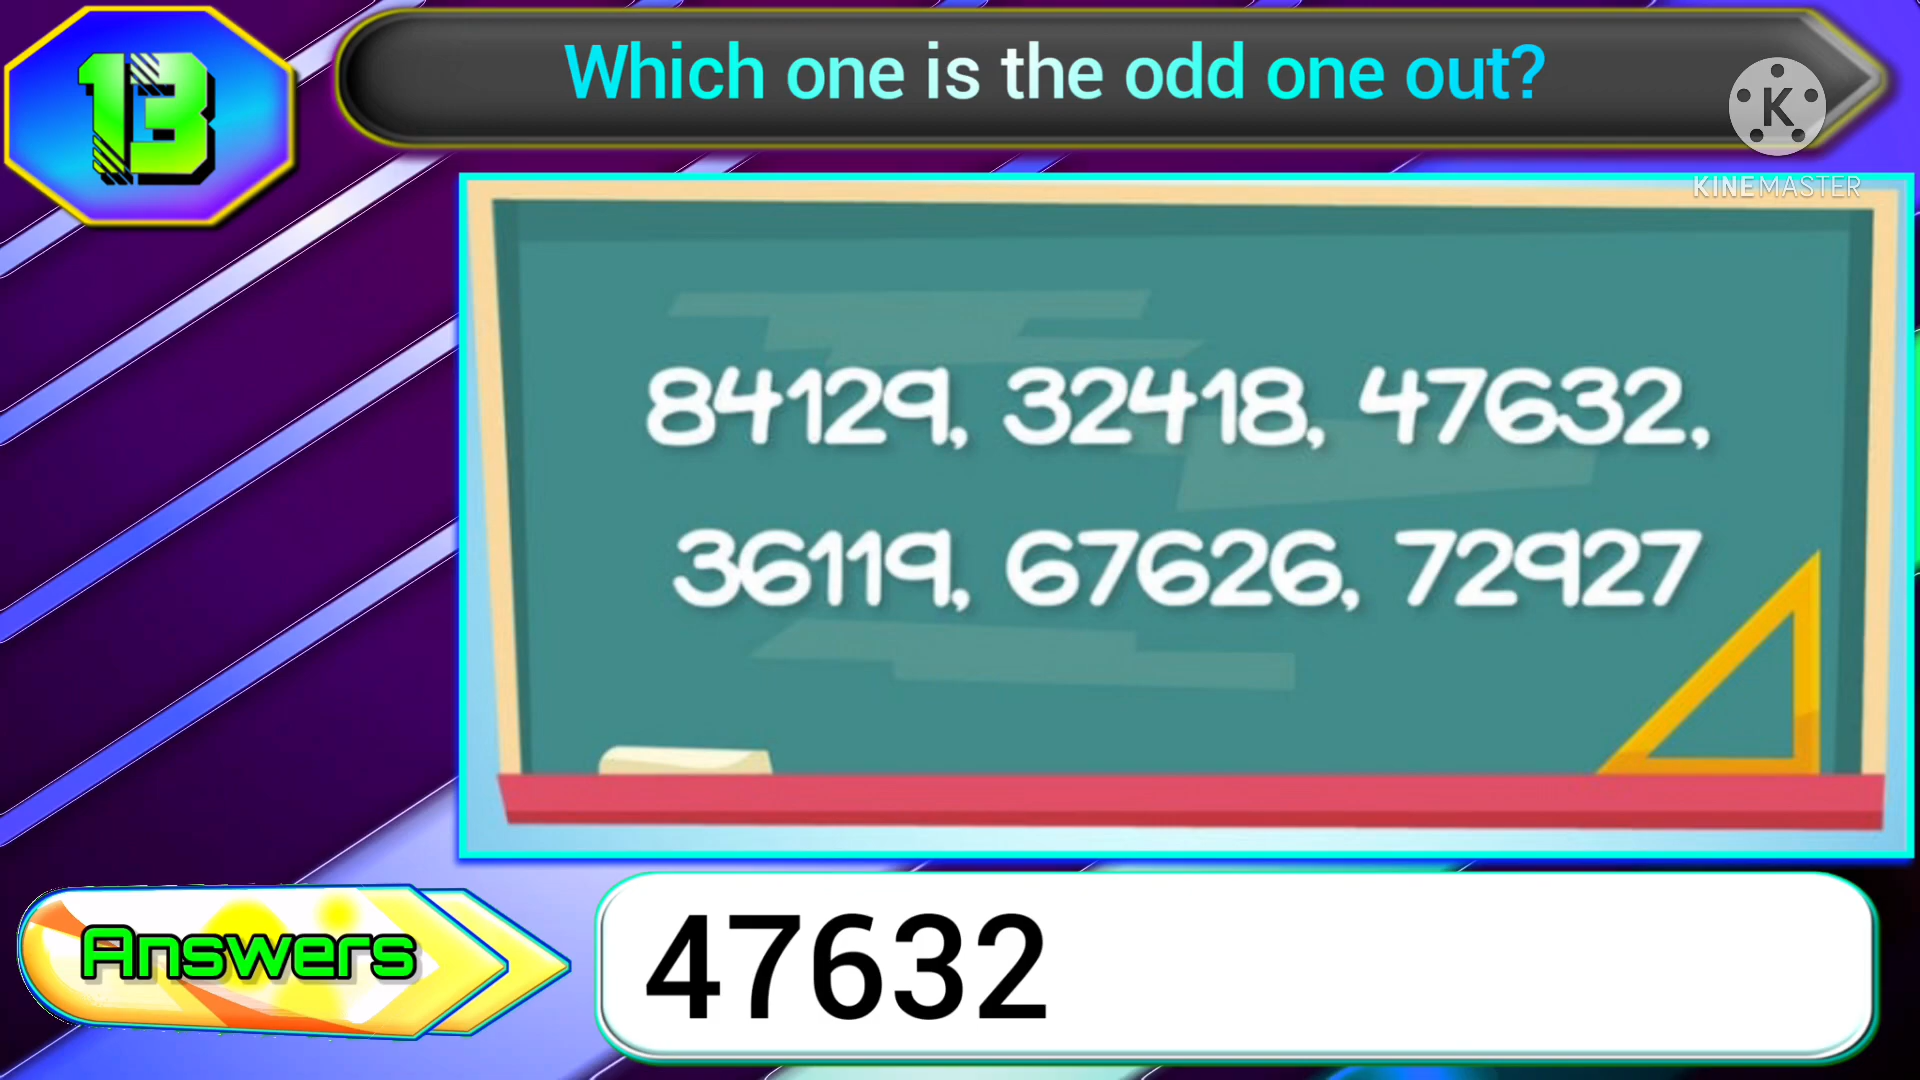 13
Which one is the odd one out?
K
KINEMASTER
84129, 32418, 47632,
36119, 67626, 72927
Answers
47632